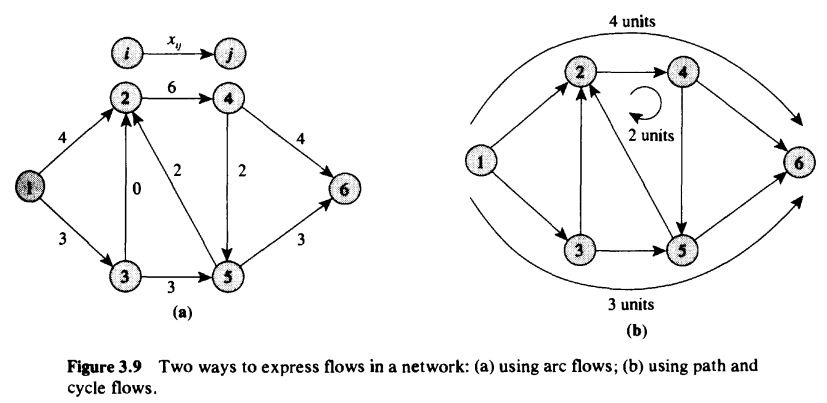 i x_ij j
2 6 4
4 4
1 0 2 2 6
3 3
3 3 5
(a)
4 units
2 4
2 units
1 6
3 5
3 units
(b)
Figure 3.9 Two ways to express flows in a network: (a) using arc flows; (b) using path and
cycle flows.